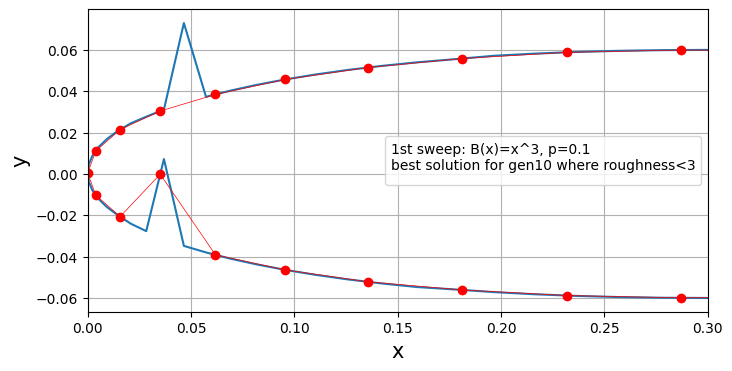 0.06
0.04
0.02
0.00
−0.02
−0.04
−0.06
y
1st sweep: B(x)=x^3, p=0.1
best solution for gen10 where roughness<3
0.00 0.05 0.10 0.15 0.20 0.25 0.30
x